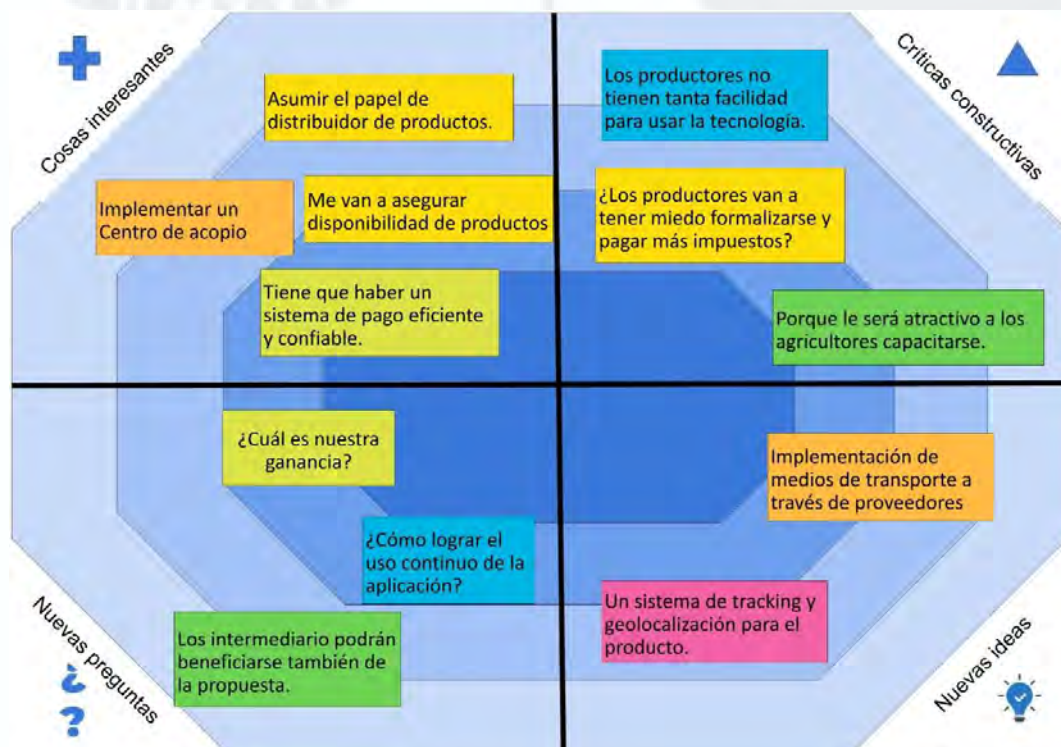 Cosas interesantes
Asumir el papel de
distribuidor de productos.
Implementar un
Centro de acopio
Me van a asegurar
disponibilidad de productos
Tiene que haber un
sistema de pago eficiente
y confiable.
Críticas constructivas
Los productores no
tienen tanta facilidad
para usar la tecnología.
¿Los productores van a
tener miedo formalizarse y
pagar más impuestos?
Porque le será atractivo a los
agricultores capacitarse.
Nuevas preguntas
¿Cuál es nuestra
ganancia?
¿Cómo lograr el
uso continuo de la
aplicación?
Los intermediario podrán
beneficiarse también de
la propuesta.
¿
?
Nuevas ideas
Implementación de
medios de transporte a
través de proveedores
Un sistema de tracking y
geolocalización para el
producto.